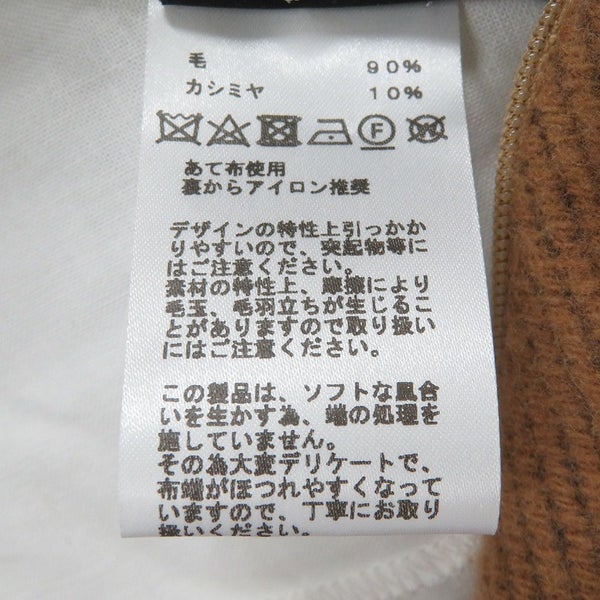 毛 90%
カシミヤ 10%
F W
あて布使用
裏からアイロン推奨
デザインの特性上引っかか
りやすいので、突起物等に
はご注意ください。
素材の特性上、摩擦により
毛玉、毛羽立ちが生じるこ
とがありますので取り扱い
にはご注意ください。
この製品は、ソフトな風合
いを生かす為、端の処理を
施していません。
その為大変デリケートで、
布端がほつれやすくなって
いますので、丁寧にお取り
扱いください。